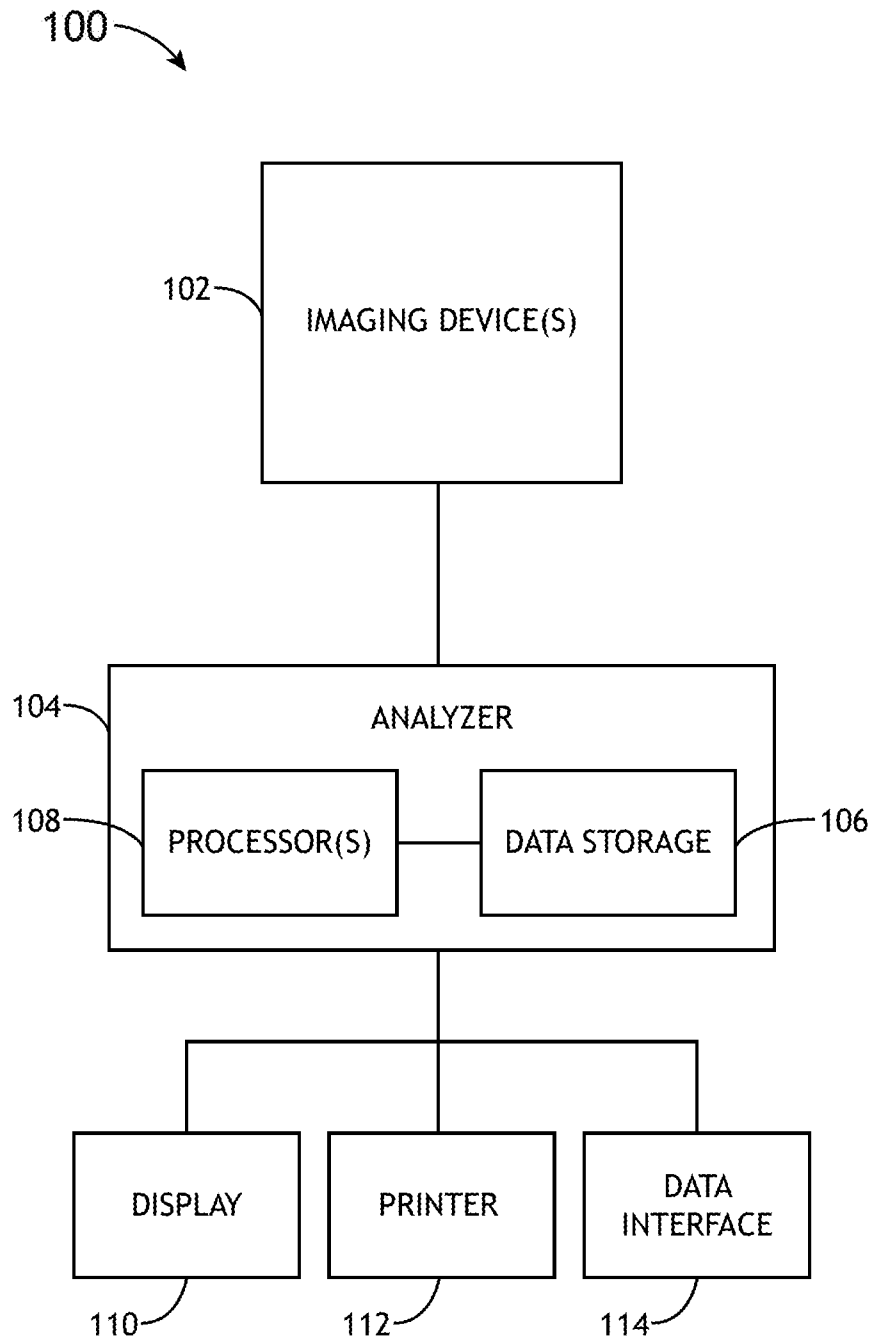 100
102
IMAGING DEVICE(S)
104
ANALYZER
108
PROCESSOR(S)
DATA STORAGE
106
DISPLAY
PRINTER
DATA
INTERFACE
110
112
114